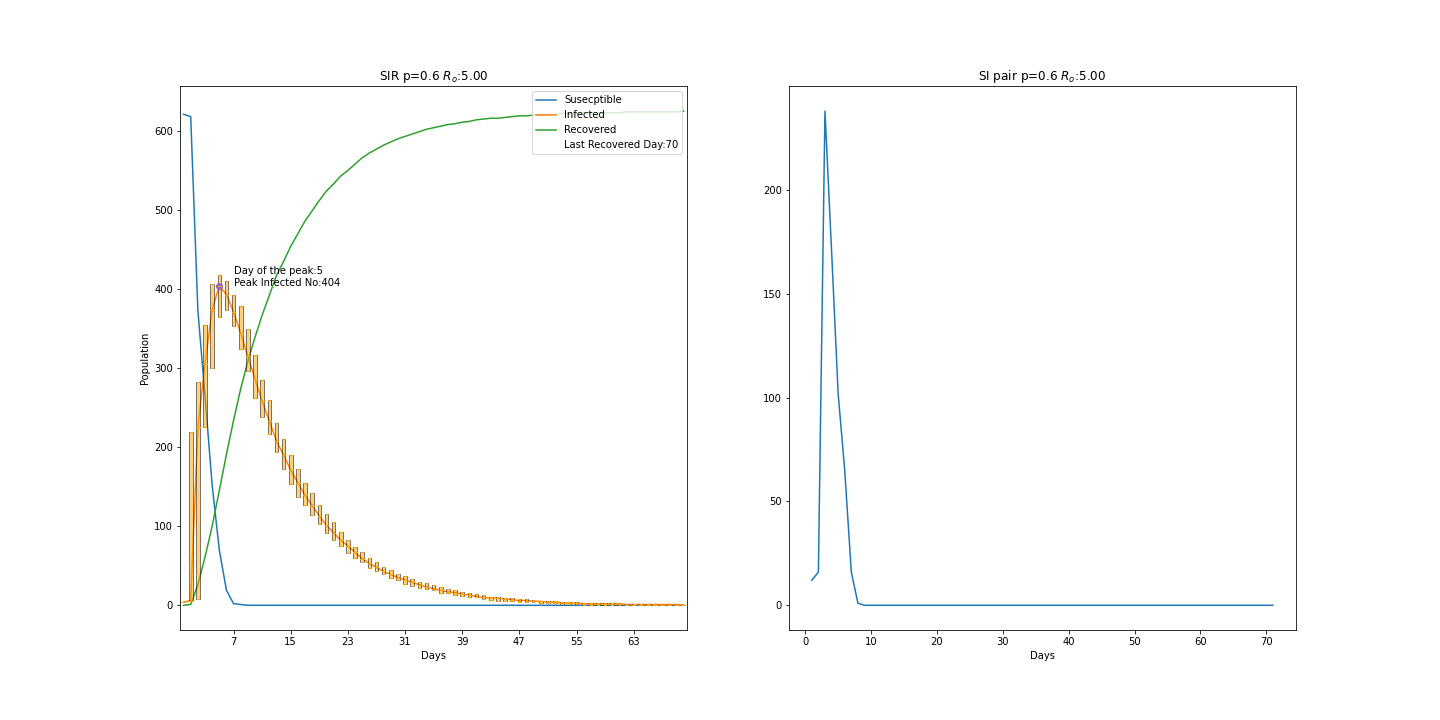 SIR p=0.6 Rₒ:5.00
Susecptible
Infected
Recovered
Last Recovered Day:70
Day of the peak:5
Peak Infected No:404
Population
600
500
400
300
200
100
0
7 15 23 31 39 47 55 63
Days
SI pair p=0.6 Rₒ:5.00
200
150
100
50
0
0 10 20 30 40 50 60 70
Days